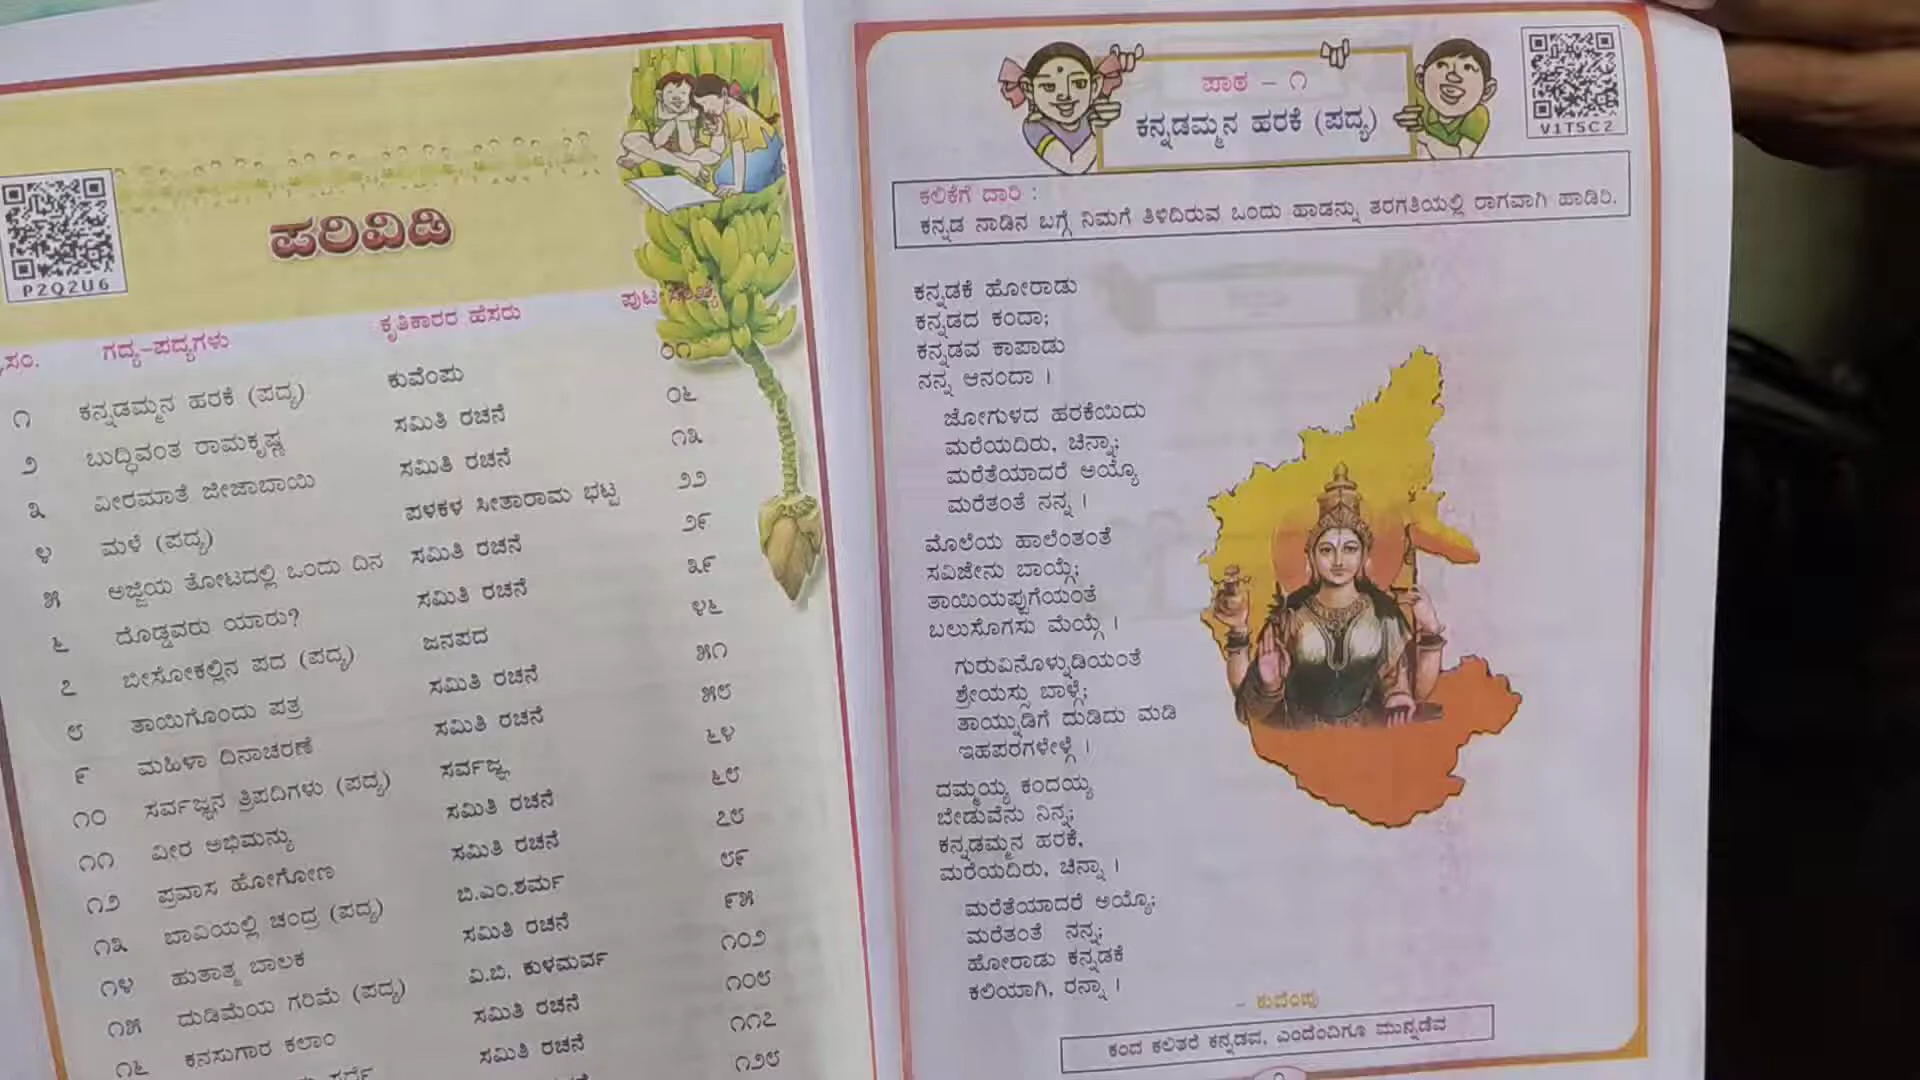 P2Q2U6
ಪರಿವಿಡಿ
ಸಂ. ಗದ್ಯ-ಪದ್ಯಗಳು ಕೃತಿಕಾರರ ಹೆಸರು ಪುಟ ಸಂಖ್ಯೆ
೧ ಕನ್ನಡಮ್ಮನ ಹರಕೆ (ಪದ್ಯ) ಕುವೆಂಪು ೦೧
೨ ಬುದ್ಧಿವಂತ ರಾಮಕೃಷ್ಣ ಸಮಿತಿ ರಚನೆ ೦೬
೩ ವೀರಮಾತೆ ಜೀಜಾಬಾಯಿ ಸಮಿತಿ ರಚನೆ ೧೩
೪ ಮಳೆ (ಪದ್ಯ) ಪಳಕಳ ಸೀತಾರಾಮ ಭಟ್ಟ ೨೨
೫ ಅಜ್ಜಿಯ ತೋಟದಲ್ಲಿ ಒಂದು ದಿನ ಸಮಿತಿ ರಚನೆ ೨೯
೬ ದೊಡ್ಡವರು ಯಾರು? ಸಮಿತಿ ರಚನೆ ೩೯
೭ ಬೀಸೋಕಲ್ಲಿನ ಪದ (ಪದ್ಯ) ಜನಪದ ೪೬
೮ ತಾಯಿಗೊಂದು ಪತ್ರ ಸಮಿತಿ ರಚನೆ ೫೧
೯ ಮಹಿಳಾ ದಿನಾಚರಣೆ ಸಮಿತಿ ರಚನೆ ೫೮
೧೦ ಸರ್ವಜ್ಞನ ತ್ರಿಪದಿಗಳು (ಪದ್ಯ) ಸರ್ವಜ್ಞ ೬೪
೧೧ ವೀರ ಅಭಿಮನ್ಯು ಸಮಿತಿ ರಚನೆ ೬೮
೧೨ ಪ್ರವಾಸ ಹೋಗೋಣ ಸಮಿತಿ ರಚನೆ ೭೮
೧೩ ಬಾವಿಯಲ್ಲಿ ಚಂದ್ರ (ಪದ್ಯ) ಬಿ.ಎಂ.ಶರ್ಮ ೮೯
೧೪ ಹುತಾತ್ಮ ಬಾಲಕ ಸಮಿತಿ ರಚನೆ ೯೫
೧೫ ದುಡಿಮೆಯ ಗರಿಮೆ (ಪದ್ಯ) ವಿ.ಬಿ. ಕುಳಮರ್ವ ೧೦೨
೧೬ ಕನಸುಗಾರ ಕಲಾಂ ಸಮಿತಿ ರಚನೆ ೧೦೮
ಸಮಿತಿ ರಚನೆ ೧೧೭
೧೨೮
V1T5C2
ಪಾಠ - ೧
ಕನ್ನಡಮ್ಮನ ಹರಕೆ (ಪದ್ಯ)
ಕಲಿಕೆಗೆ ದಾರಿ :
ಕನ್ನಡ ನಾಡಿನ ಬಗ್ಗೆ ನಿಮಗೆ ತಿಳಿದಿರುವ ಒಂದು ಹಾಡನ್ನು ತರಗತಿಯಲ್ಲಿ ರಾಗವಾಗಿ ಹಾಡಿರಿ.
ಕನ್ನಡಕೆ ಹೋರಾಡು
ಕನ್ನಡದ ಕಂದಾ;
ಕನ್ನಡವ ಕಾಪಾಡು
ನನ್ನ ಆನಂದಾ ।
ಜೋಗುಳದ ಹರಕೆಯಿದು
ಮರೆಯದಿರು, ಚಿನ್ನಾ;
ಮರೆತೆಯಾದರೆ ಅಯ್ಯೊ
ಮರೆತಂತೆ ನನ್ನ ।
ಮೊಲೆಯ ಹಾಲೆಂತಂತೆ
ಸವಿಜೇನು ಬಾಯ್ಗೆ;
ತಾಯಿಯಪ್ಪುಗೆಯಂತೆ
ಬಲುಸೊಗಸು ಮೆಯ್ಗೆ ।
ಗುರುವಿನೊಳ್ನುಡಿಯಂತೆ
ಶ್ರೇಯಸ್ಸು ಬಾಳ್ಗೆ;
ತಾಯ್ನುಡಿಗೆ ದುಡಿದು ಮಡಿ
ಇಹಪರಗಳೇಳ್ಗೆ ।
ದಮ್ಮಯ್ಯ ಕಂದಯ್ಯ
ಬೇಡುವೆನು ನಿನ್ನ;
ಕನ್ನಡಮ್ಮನ ಹರಕೆ,
ಮರೆಯದಿರು, ಚಿನ್ನಾ ।
ಮರೆತೆಯಾದರೆ ಅಯ್ಯೊ;
ಮರೆತಂತೆ ನನ್ನ;
ಹೋರಾಡು ಕನ್ನಡಕೆ
ಕಲಿಯಾಗಿ, ರನ್ನಾ ।
- ಕುವೆಂಪು
ಕಂದ ಕಲಿತರೆ ಕನ್ನಡವ, ಎಂದೆಂದಿಗೂ ಮುನ್ನಡೆವ